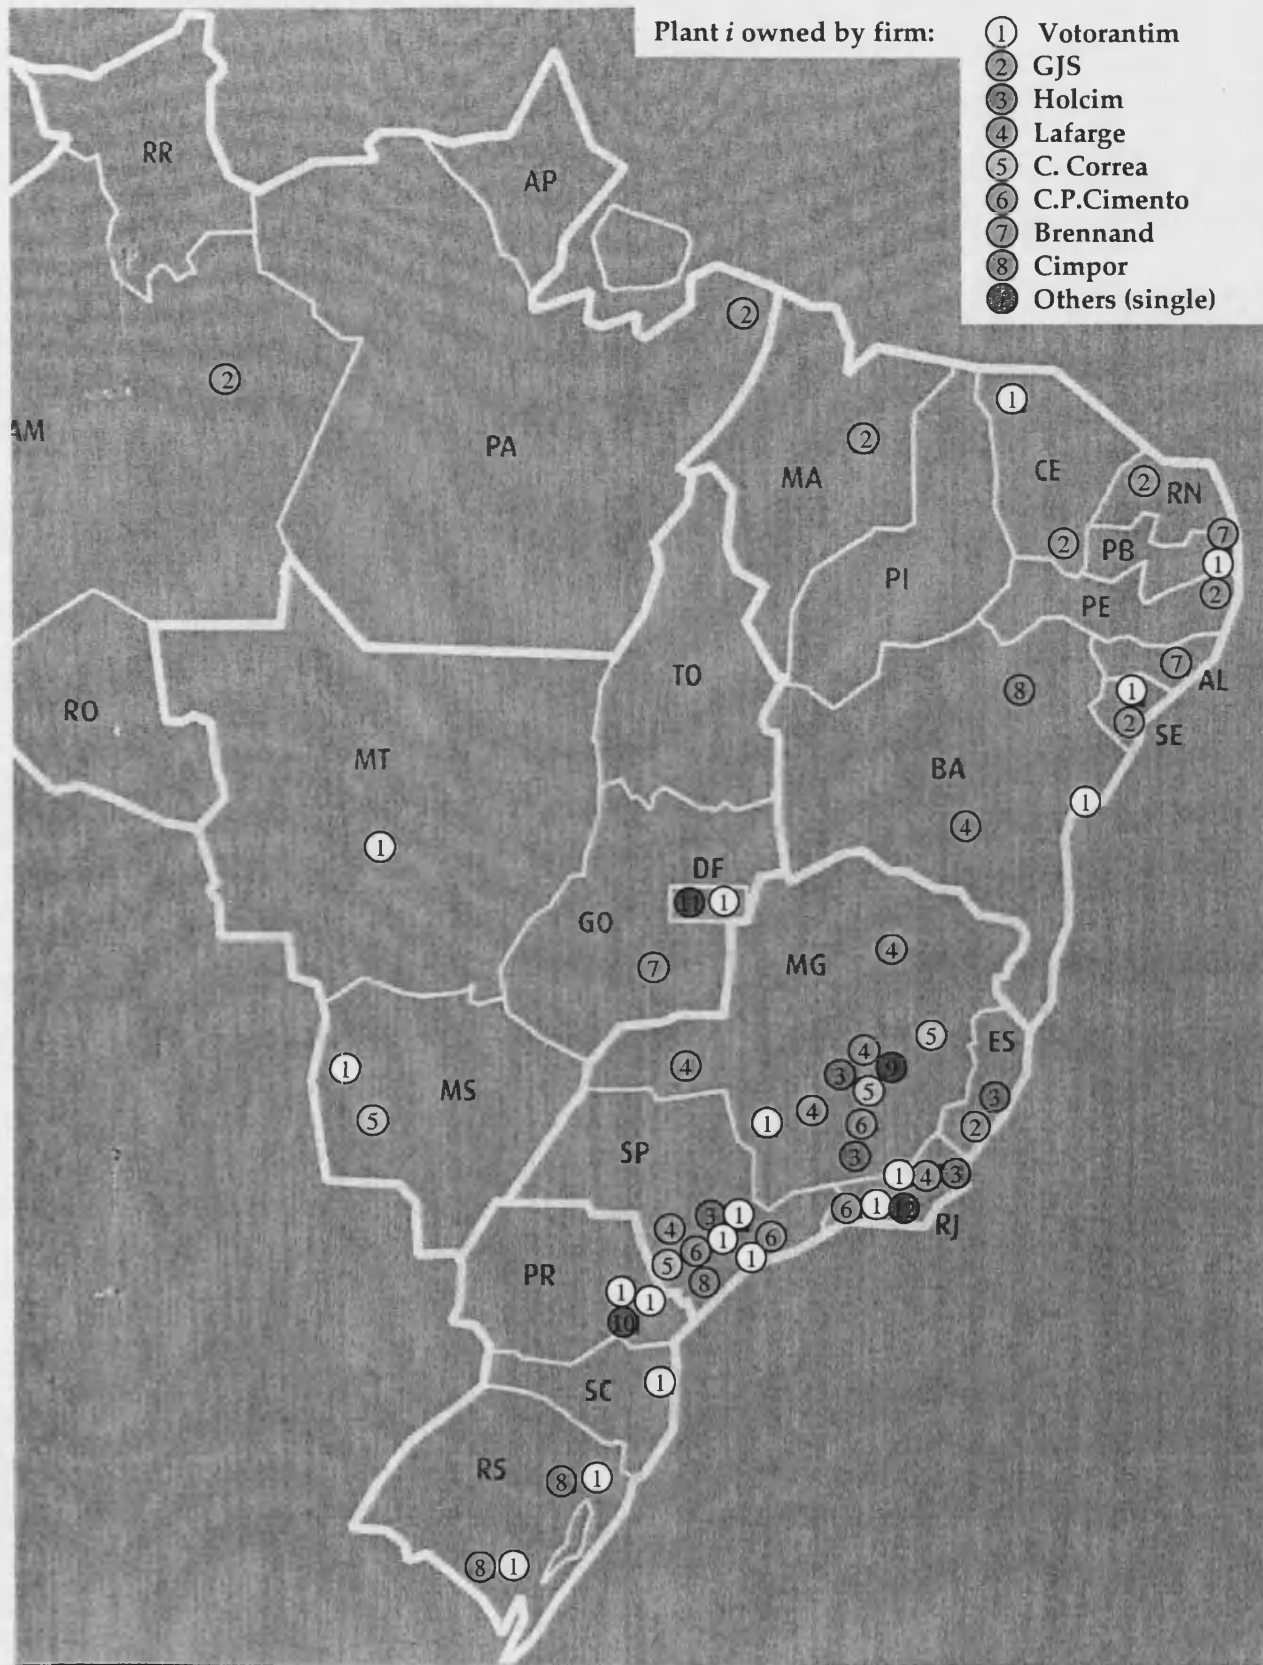 Plant i owned by firm:
1 Votorantim
2 GJS
3 Holcim
4 Lafarge
5 C. Correa
6 C.P.Cimento
7 Brennand
8 Cimpor
Others (single)
RR
AP
2
2
1
AM
PA
2
MA
CE
2
RN
2
PB
7
1
PI
PE
2
RO
TO
7
AL
8
1
2
SE
MT
BA
1
1
4
DF
11 1
GO
7
MG
4
5
ES
1
MS
4
4
3
9
5
3
5
4
1
6
2
SP
3
1
4
3
6
1
12
RJ
3
1
4
1
6
6
5
1
8
PR
1
1
10
SC
1
RS
8
1
8
1